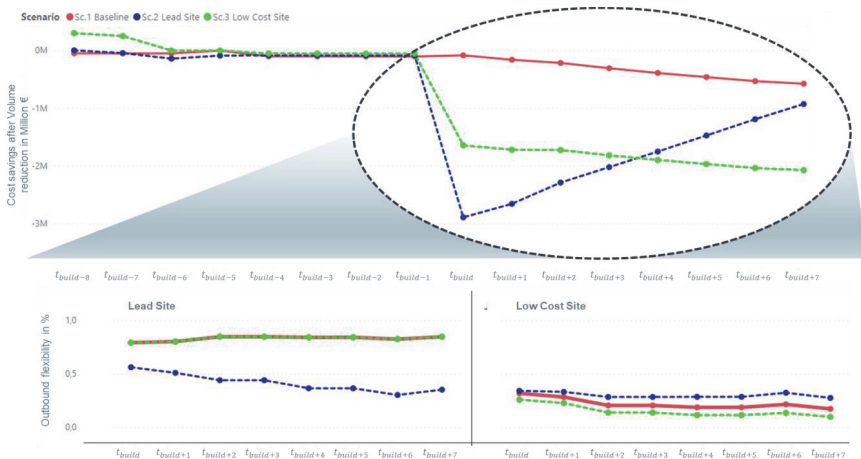 Scenario Sc.1 Baseline Sc.2 Lead Site Sc.3 Low Cost Site
Cost savings after Volume
reduction in Million €
0M
-1M
-2M
-3M
t_build−8 t_build−7 t_build−6 t_build−5 t_build−4 t_build−3 t_build−2 t_build−1 t_build t_build+1 t_build+2 t_build+3 t_build+4 t_build+5 t_build+6 t_build+7
Lead Site
Low Cost Site
Outbound flexibility in %
1,0
0,5
0,0
t_build t_build+1 t_build+2 t_build+3 t_build+4 t_build+5 t_build+6 t_build+7
t_build t_build+1 t_build+2 t_build+3 t_build+4 t_build+5 t_build+6 t_build+7